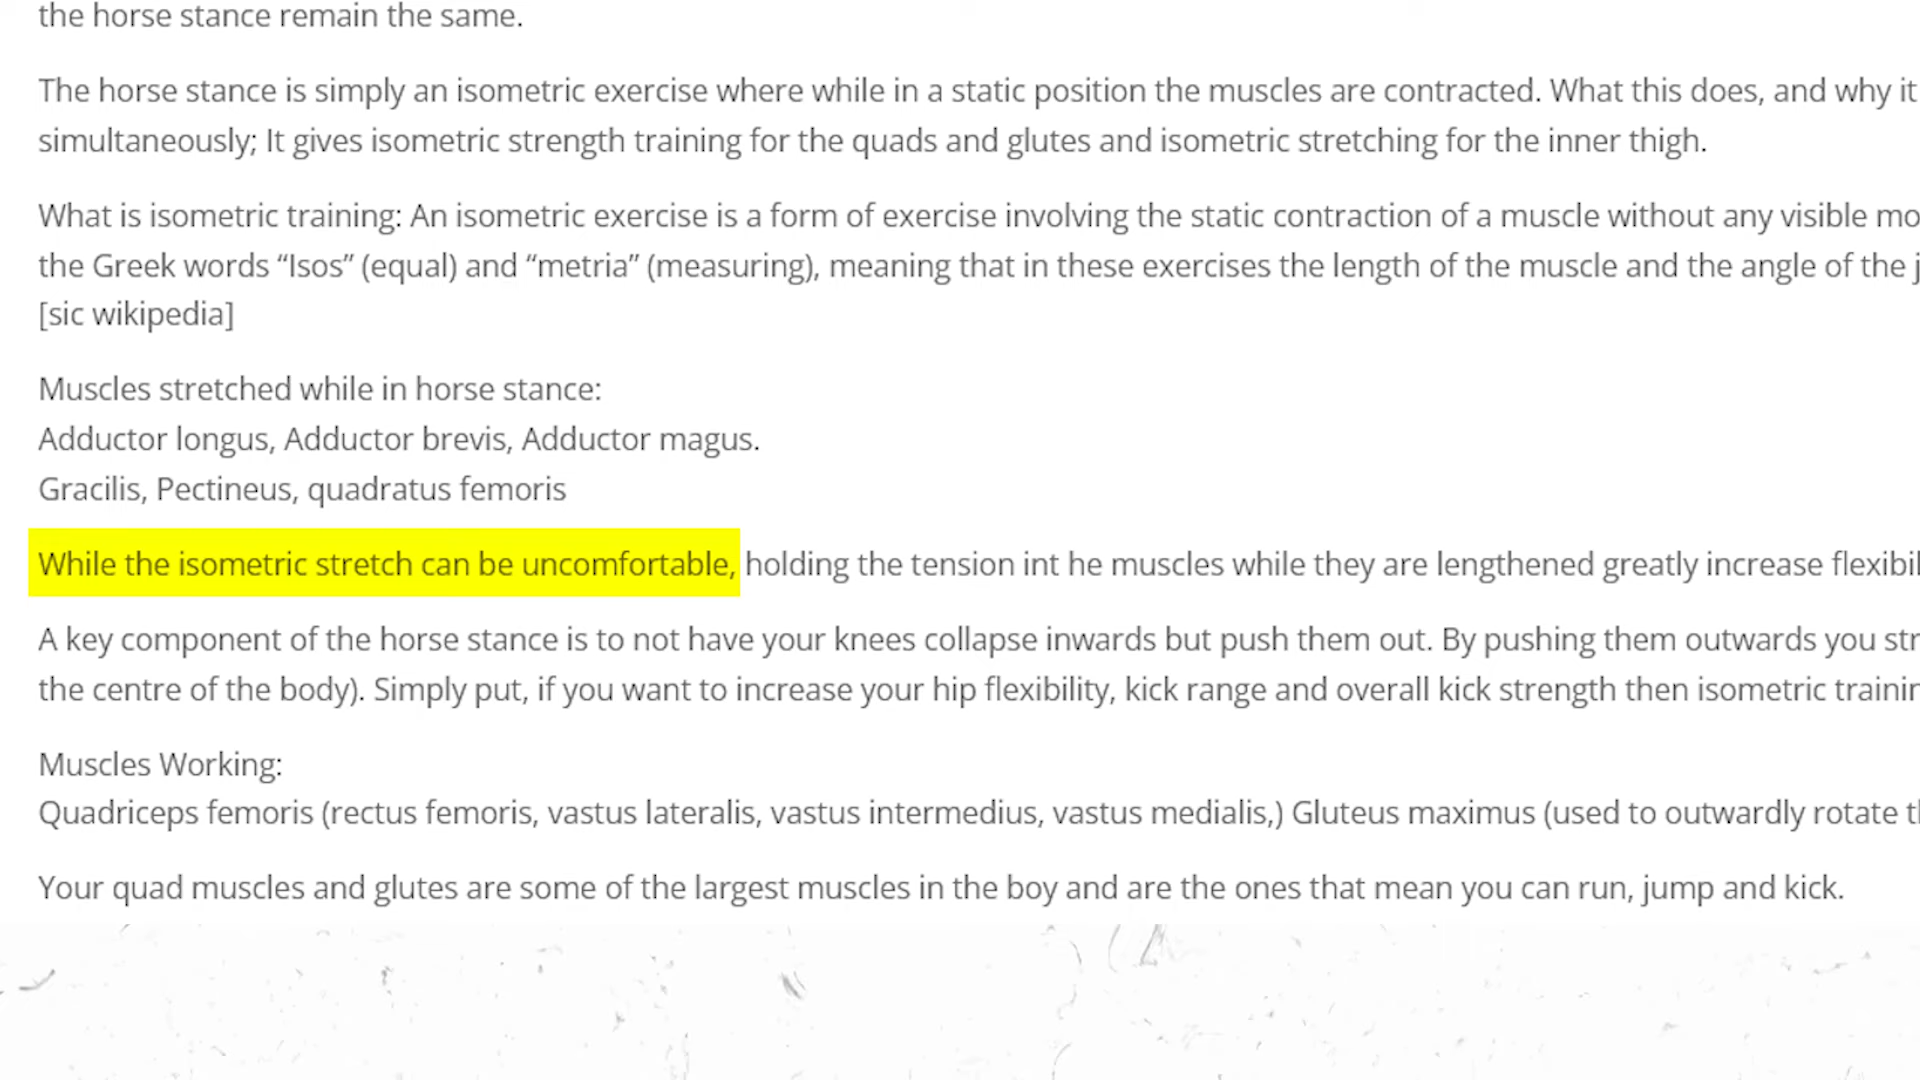 the horse stance remain the same.
The horse stance is simply an isometric exercise where while in a static position the muscles are contracted. What this does, and why it
simultaneously; It gives isometric strength training for the quads and glutes and isometric stretching for the inner thigh.
What is isometric training: An isometric exercise is a form of exercise involving the static contraction of a muscle without any visible mo
the Greek words “Isos” (equal) and “metria” (measuring), meaning that in these exercises the length of the muscle and the angle of the j
[sic wikipedia]
Muscles stretched while in horse stance:
Adductor longus, Adductor brevis, Adductor magus.
Gracilis, Pectineus, quadratus femoris
While the isometric stretch can be uncomfortable, holding the tension int he muscles while they are lengthened greatly increase flexibil
A key component of the horse stance is to not have your knees collapse inwards but push them out. By pushing them outwards you str
the centre of the body). Simply put, if you want to increase your hip flexibility, kick range and overall kick strength then isometric trainin
Muscles Working:
Quadriceps femoris (rectus femoris, vastus lateralis, vastus intermedius, vastus medialis,) Gluteus maximus (used to outwardly rotate th
Your quad muscles and glutes are some of the largest muscles in the boy and are the ones that mean you can run, jump and kick.